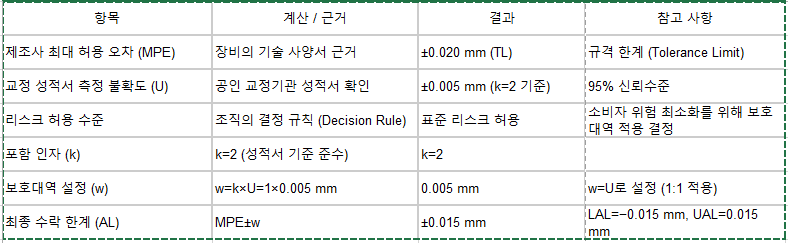 항목 계산 / 근거 결과 참고 사항
제조사 최대 허용 오차 (MPE) 장비의 기술 사양서 근거 ±0.020 mm (TL) 규격 한계 (Tolerance Limit)
교정 성적서 측정 불확도 (U) 공인 교정기관 성적서 확인 ±0.005 mm (k=2 기준) 95% 신뢰수준
리스크 허용 수준 조직의 결정 규칙 (Decision Rule) 표준 리스크 허용 소비자 위험 최소화를 위해 보호
대역 적용 결정
포함 인자 (k) k=2 (성적서 기준 준수) k=2
보호대역 설정 (w) w=k×U=1×0.005 mm 0.005 mm w=U로 설정 (1:1 적용)
최종 수락 한계 (AL) MPE±w ±0.015 mm LAL=−0.015 mm, UAL=0.015
mm